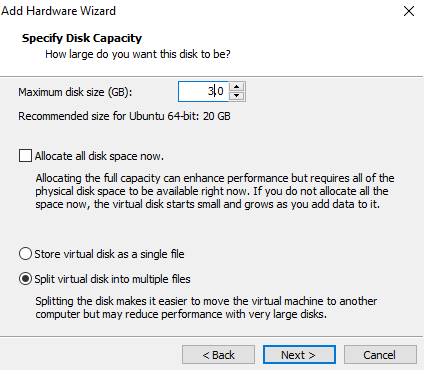 Add Hardware Wizard
Specify Disk Capacity
How large do you want this disk to be?
Maximum disk size (GB):
3.0
Recommended size for Ubuntu 64-bit: 20 GB
Allocate all disk space now.
Allocating the full capacity can enhance performance but requires all of the
physical disk space to be available right now. If you do not allocate all the
space now, the virtual disk starts small and grows as you add data to it.
Store virtual disk as a single file
Split virtual disk into multiple files
Splitting the disk makes it easier to move the virtual machine to another
computer but may reduce performance with very large disks.
< Back
Next >
Cancel